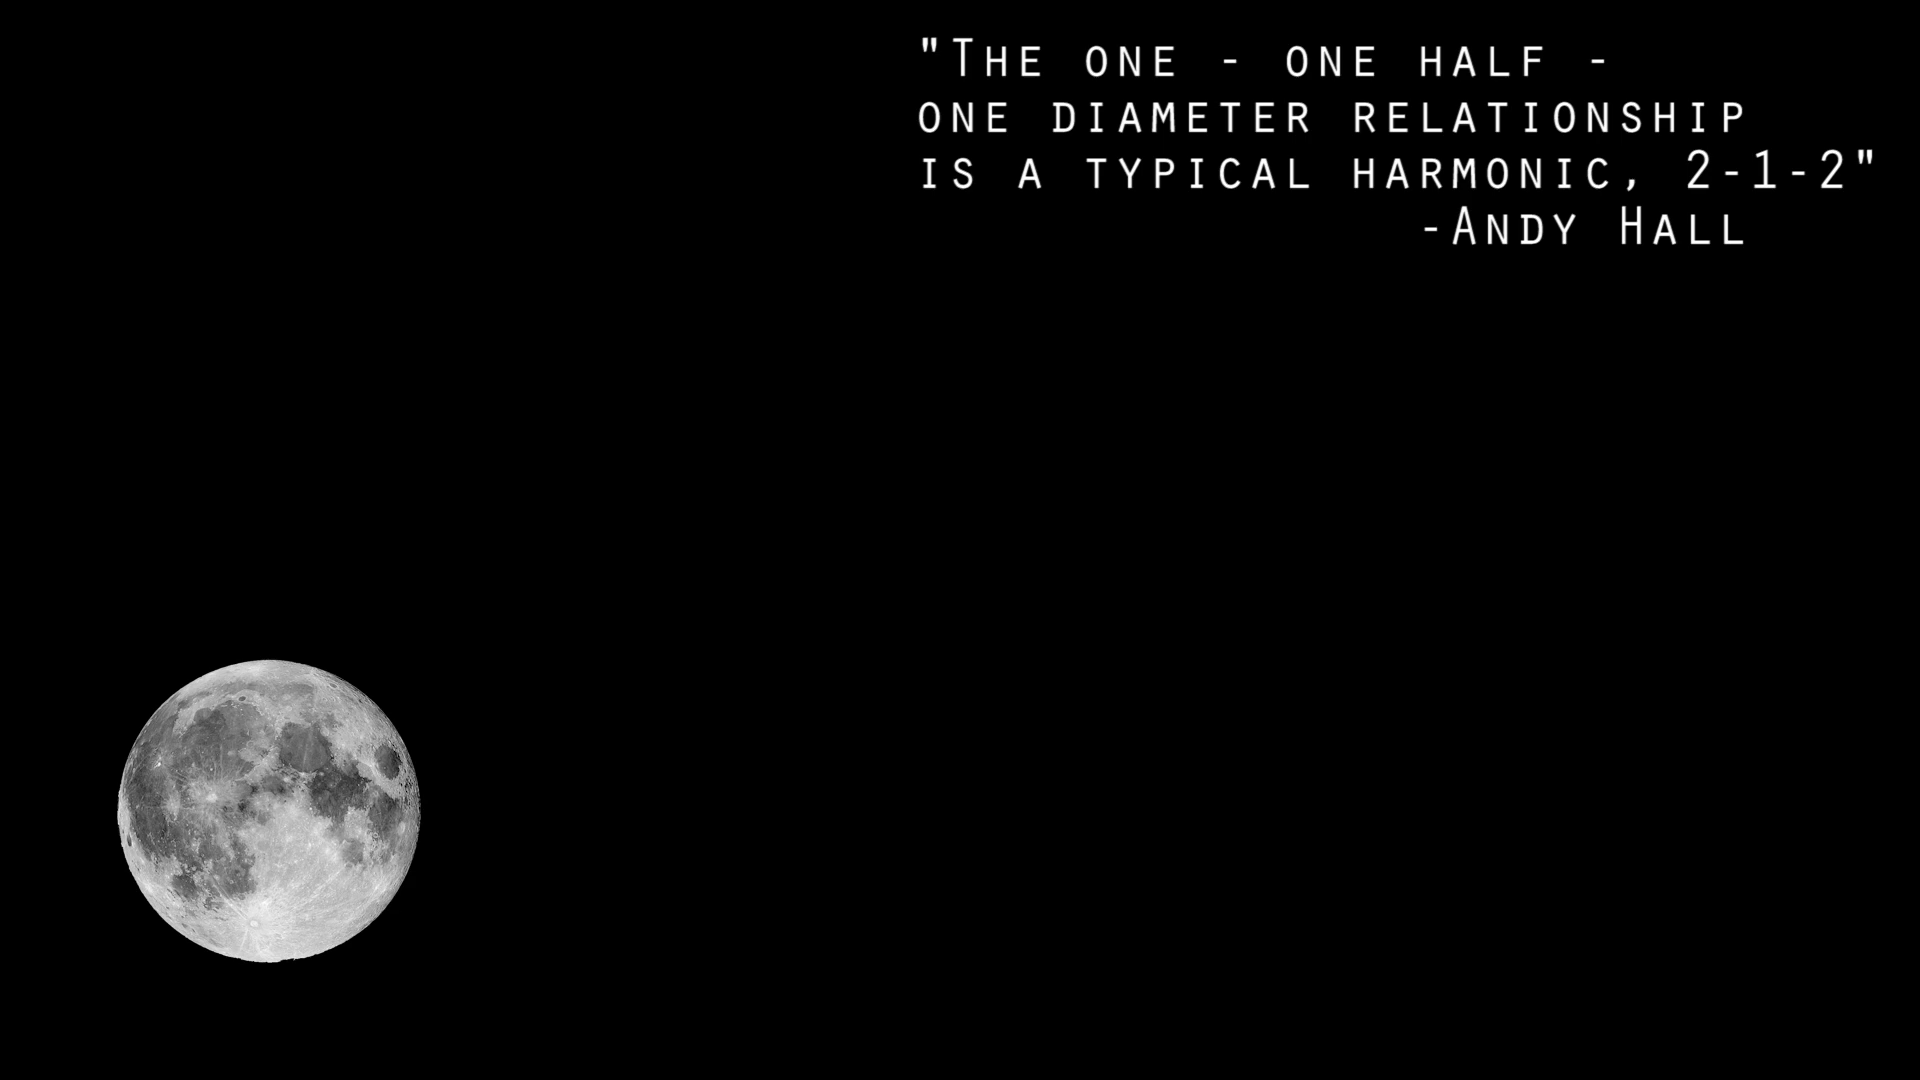 "The one - one half -
one diameter relationship
is a typical harmonic, 2-1-2"
-Andy Hall